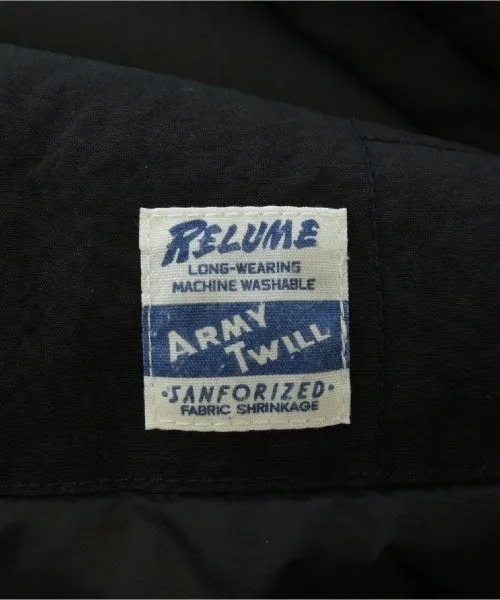 RELUME
LONG-WEARING
MACHINE WASHABLE
ARMY
TWILL
·SANFORIZED·
FABRIC SHRINKAGE